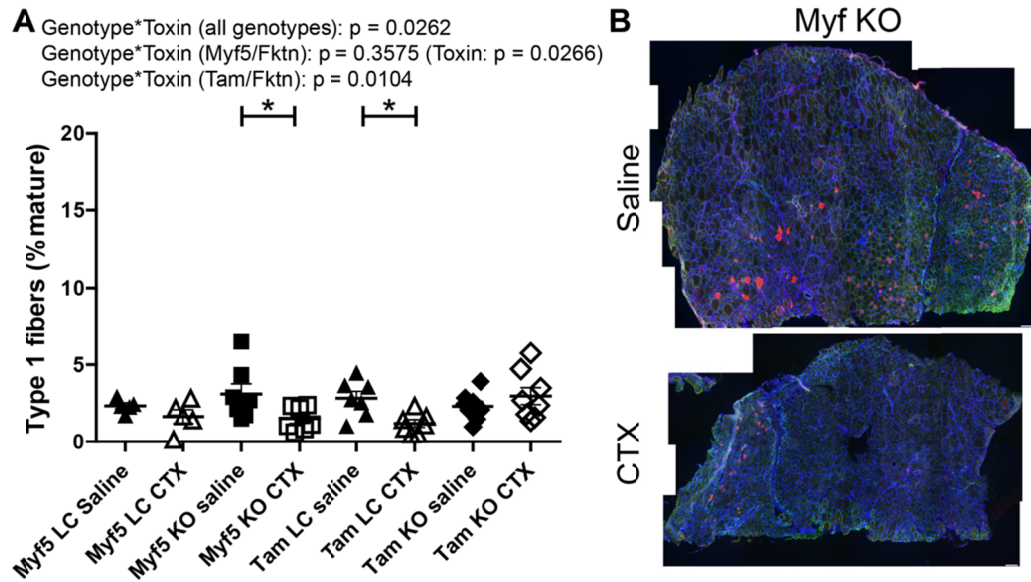 A
Genotype*Toxin (all genotypes): p = 0.0262
Genotype*Toxin (Myf5/Fktn): p = 0.3575 (Toxin: p = 0.0266)
Genotype*Toxin (Tam/Fktn): p = 0.0104
* *
Type 1 fibers (%mature)
20
15
10
5
0
Myf5 LC Saline
Myf5 LC CTX
Myf5 KO saline
Myf5 KO CTX
Tam LC saline
Tam LC CTX
Tam KO saline
Tam KO CTX
B
Myf KO
Saline
CTX